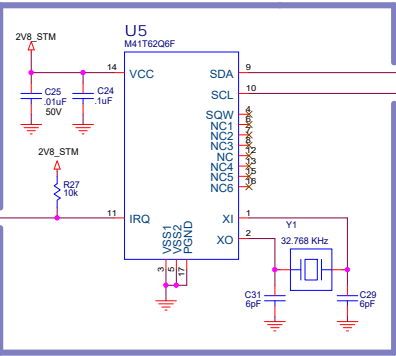 U5
M41T62Q6F
2V8_STM
14
VCC
SDA
9
SCL
10
C25
.01uF
50V
C24
.1uF
SQW
NC1
NC2
NC3
NC
NC4
NC5
NC6
4
12
13
15
16
2V8_STM
R27
10k
11
IRQ
XI
1
XO
2
VSS1
VSS2
PGND
3
5
17
Y1
32.768 KHz
C31
6pF
C29
6pF